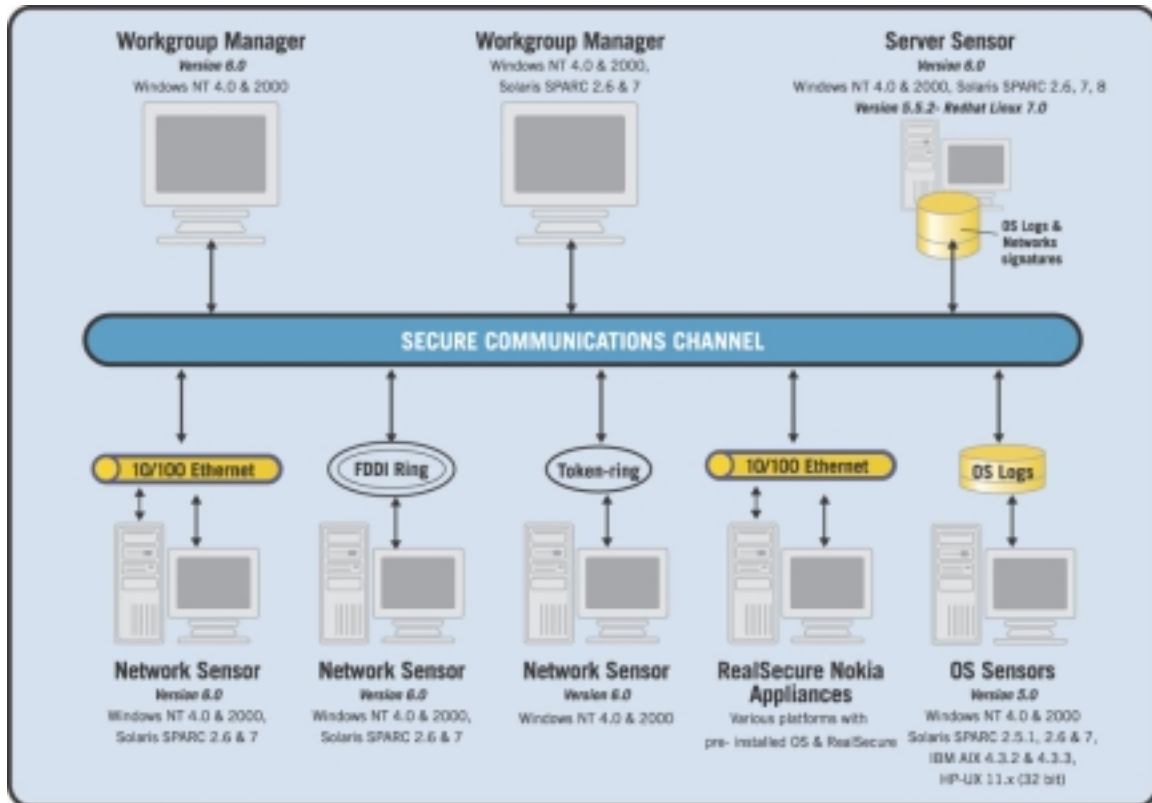 Workgroup Manager
Version 6.0
Windows NT 4.0 & 2000
Workgroup Manager
Windows NT 4.0 & 2000,
Solaris SPARC 2.6 & 7
Server Sensor
Version 6.0
Windows NT 4.0 & 2000, Solaris SPARC 2.6, 7, 8
Version 5.5.2- Redhat Linux 7.0
OS Logs &
Networks
signatures
SECURE COMMUNICATIONS CHANNEL
10/100 Ethernet
FDDI Ring
Token-ring
10/100 Ethernet
OS Logs
Network Sensor
Version 6.0
Windows NT 4.0 & 2000,
Solaris SPARC 2.6 & 7
Network Sensor
Version 6.0
Windows NT 4.0 & 2000,
Solaris SPARC 2.6 & 7
Network Sensor
Version 6.0
Windows NT 4.0 & 2000
RealSecure Nokia
Appliances
Various platforms with
pre- installed OS & RealSecure
OS Sensors
Version 5.0
Windows NT 4.0 & 2000
Solaris SPARC 2.5.1, 2.6 & 7,
IBM AIX 4.3.2 & 4.3.3,
HP-UX 11.x (32 bit)